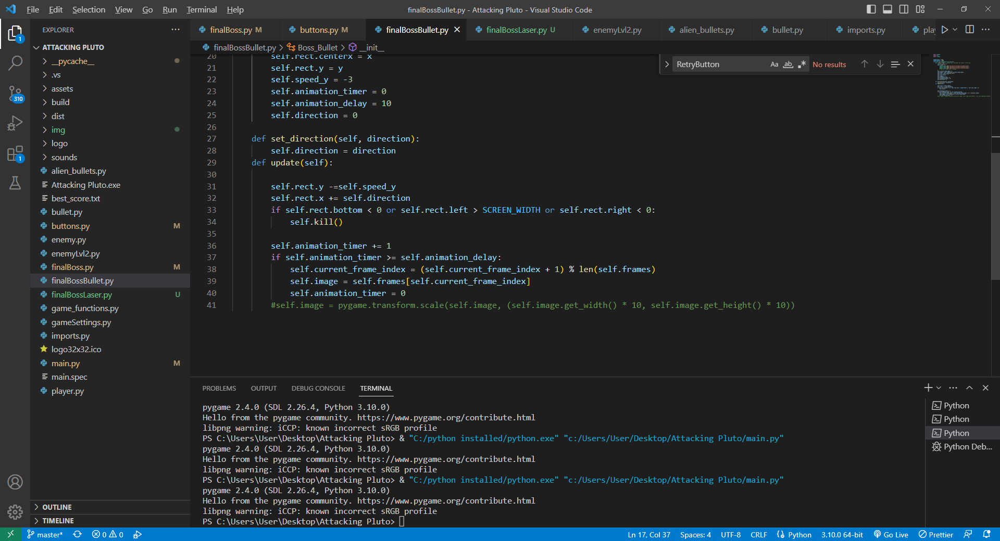 File Edit Selection View Go Run Terminal Help
finalBossBullet.py - Attacking Pluto - Visual Studio Code
EXPLORER
finalBoss.py M
buttons.py M
finalBossBullet.py
finalBossLaser.py U
enemyLvl2.py
alien_bullets.py
bullet.py
imports.py
play
ATTACKING PLUTO
finalBossBullet.py > Boss_Bullet > __init__
RetryButton
Aa
ab
No results
__pycache__
.vs
assets
build
dist
img
logo
sounds
alien_bullets.py
Attacking Pluto.exe
best_score.txt
bullet.py
buttons.py M
enemy.py
enemyLvl2.py
finalBoss.py M
finalBossBullet.py
finalBossLaser.py U
game_functions.py
gameSettings.py
imports.py
logo32x32.ico
main.py M
main.spec
player.py
OUTLINE
TIMELINE
1
310
1
20 self.rect.centerx = x
21 self.rect.y = y
22 self.speed_y = -3
23 self.animation_timer = 0
24 self.animation_delay = 10
25 self.direction = 0
26
27 def set_direction(self, direction):
28 self.direction = direction
29 def update(self):
30
31 self.rect.y -=self.speed_y
32 self.rect.x += self.direction
33 if self.rect.bottom < 0 or self.rect.left > SCREEN_WIDTH or self.rect.right < 0:
34 self.kill()
35
36 self.animation_timer += 1
37 if self.animation_timer >= self.animation_delay:
38 self.current_frame_index = (self.current_frame_index + 1) % len(self.frames)
39 self.image = self.frames[self.current_frame_index]
40 self.animation_timer = 0
41 #self.image = pygame.transform.scale(self.image, (self.image.get_width() * 10, self.image.get_height() * 10))
PROBLEMS OUTPUT DEBUG CONSOLE TERMINAL
pygame 2.4.0 (SDL 2.26.4, Python 3.10.0)
Hello from the pygame community. https://www.pygame.org/contribute.html
libpng warning: iCCP: known incorrect sRGB profile
PS C:\Users\User\Desktop\Attacking Pluto> & "C:/python installed/python.exe" "c:/Users/User/Desktop/Attacking Pluto/main.py"
pygame 2.4.0 (SDL 2.26.4, Python 3.10.0)
Hello from the pygame community. https://www.pygame.org/contribute.html
libpng warning: iCCP: known incorrect sRGB profile
PS C:\Users\User\Desktop\Attacking Pluto> & "C:/python installed/python.exe" "c:/Users/User/Desktop/Attacking Pluto/main.py"
pygame 2.4.0 (SDL 2.26.4, Python 3.10.0)
Hello from the pygame community. https://www.pygame.org/contribute.html
libpng warning: iCCP: known incorrect sRGB profile
PS C:\Users\User\Desktop\Attacking Pluto>
Python
Python
Python
Python Deb...
master* 0 0
Ln 17, Col 37 Spaces: 4 UTF-8 CRLF Python 3.10.0 64-bit Go Live Prettier